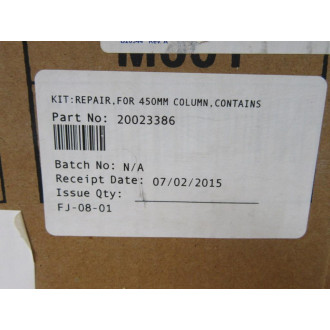 KIT:REPAIR,FOR 450MM COLUMN,CONTAINS
Part No: 20023386
Batch No: N/A
Receipt Date: 07/02/2015
Issue Qty:
FJ-08-01